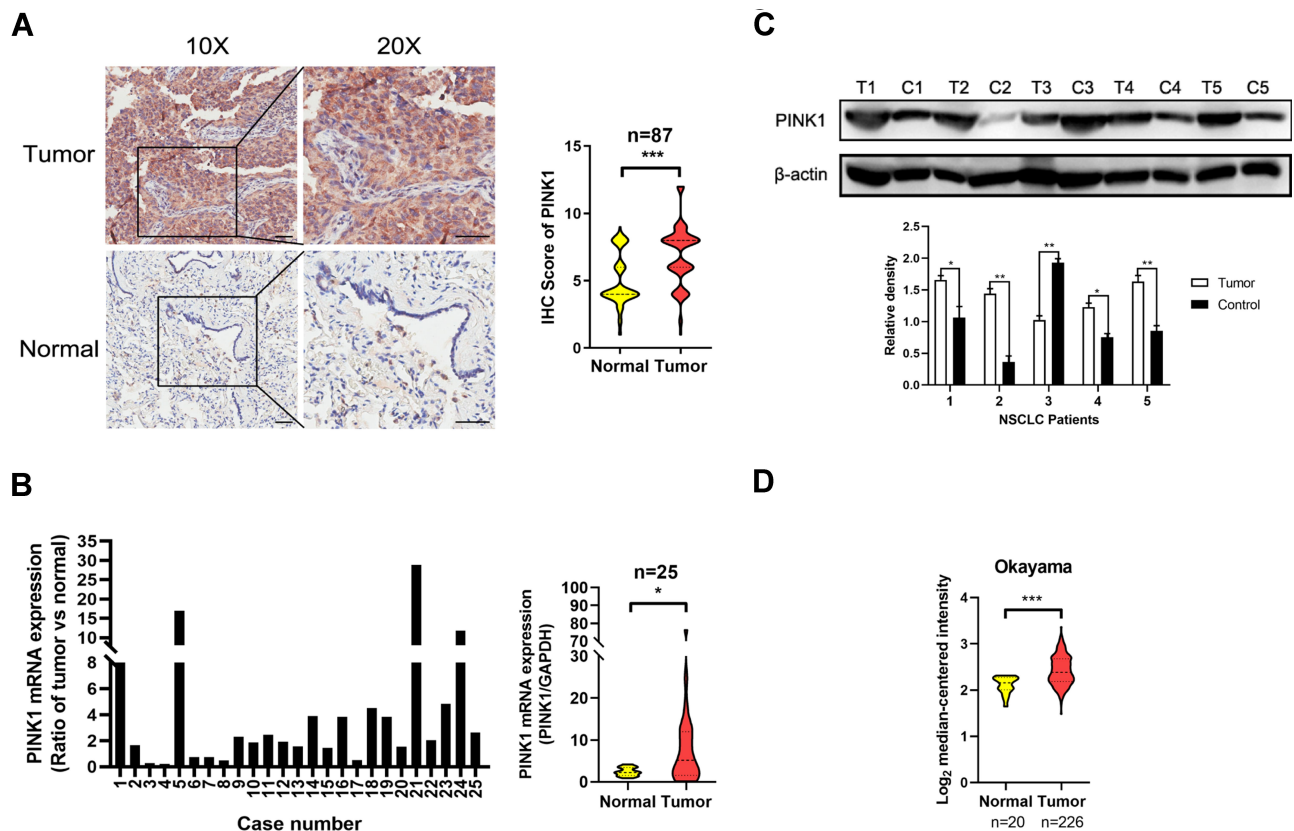 A
10X
20X
Tumor
Normal
n=87
***
IHC Score of PINK1
15
10
5
0
Normal Tumor
C
T1 C1 T2 C2 T3 C3 T4 C4 T5 C5
PINK1
β-actin
Relative density
2.5
2.0
1.5
1.0
0.5
0.0
* ** ** * **
Tumor
Control
1 2 3 4 5
NSCLC Patients
B
PINK1 mRNA expression
(Ratio of tumor vs normal)
35
30
25
20
15
10
8
6
4
2
0
1 2 3 4 5 6 7 8 9 10 11 12 13 14 15 16 17 18 19 20 21 22 23 24 25
Case number
n=25
*
PINK1 mRNA expression
(PINK1/GAPDH)
100
90
80
70
30
20
10
0
Normal Tumor
D
Okayama
***
Log2 median-centered intensity
4
3
2
1
0
Normal Tumor
n=20 n=226